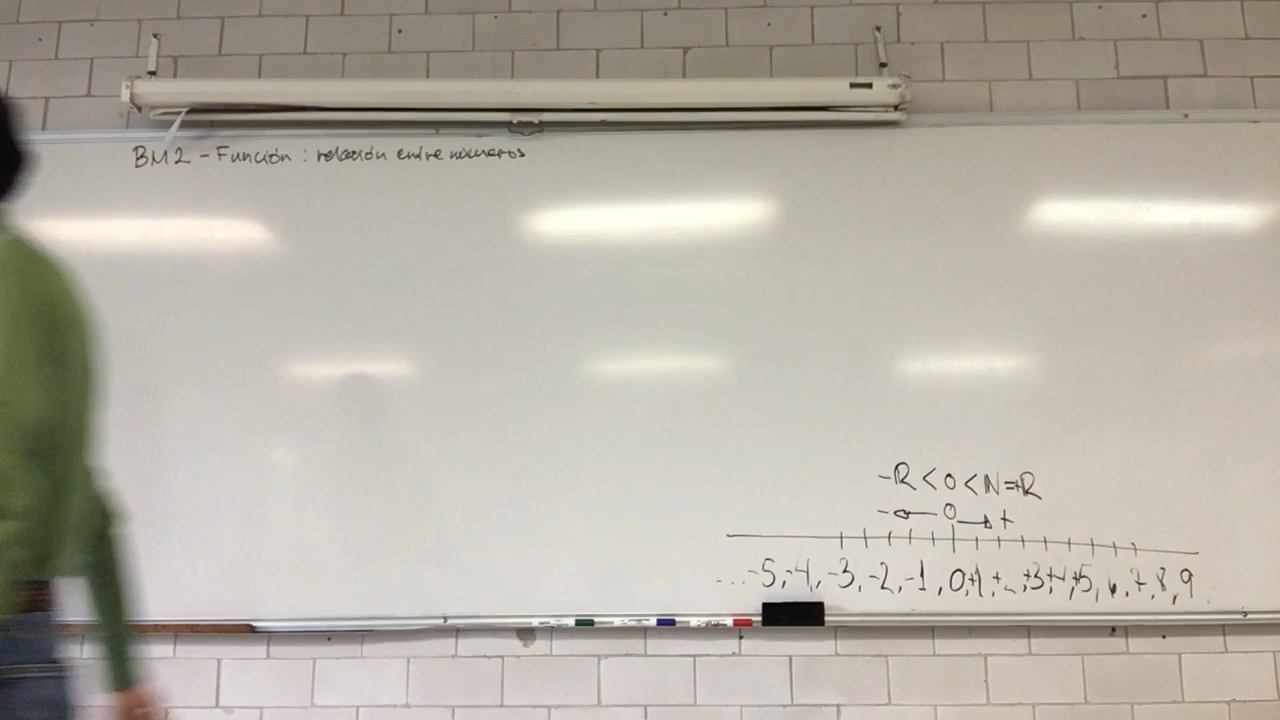 BM2 - Función: relación entre números
-R < 0 < N = +R
- ← 0 → +
...-5, -4, -3, -2, -1, 0, +1, +2, +3, +4, +5, 6, 7, 8, 9